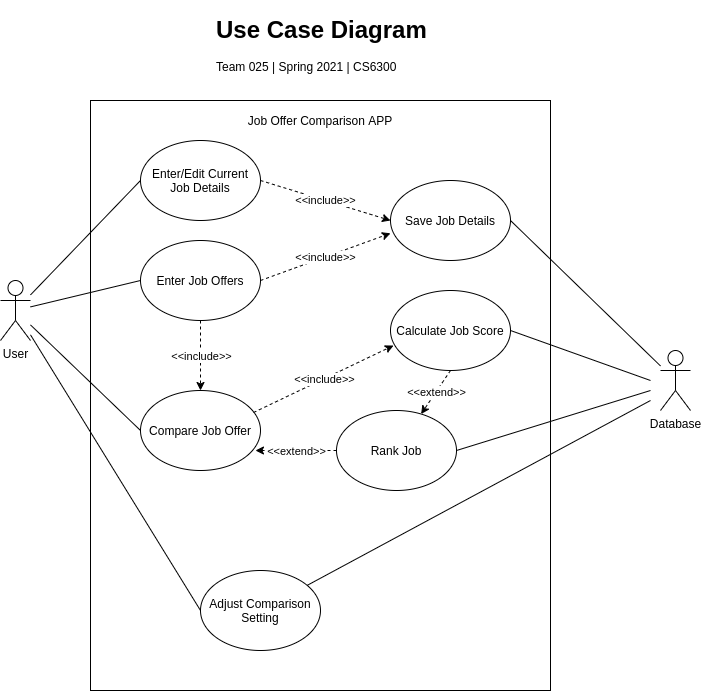 Use Case Diagram
Team 025 | Spring 2021 | CS6300
Job Offer Comparison APP
Enter/Edit Current
Job Details
<<include>>
Save Job Details
Enter Job Offers
<<include>>
User
<<include>>
Calculate Job Score
<<include>>
<<extend>>
Database
Compare Job Offer
<<extend>>
Rank Job
Adjust Comparison
Setting